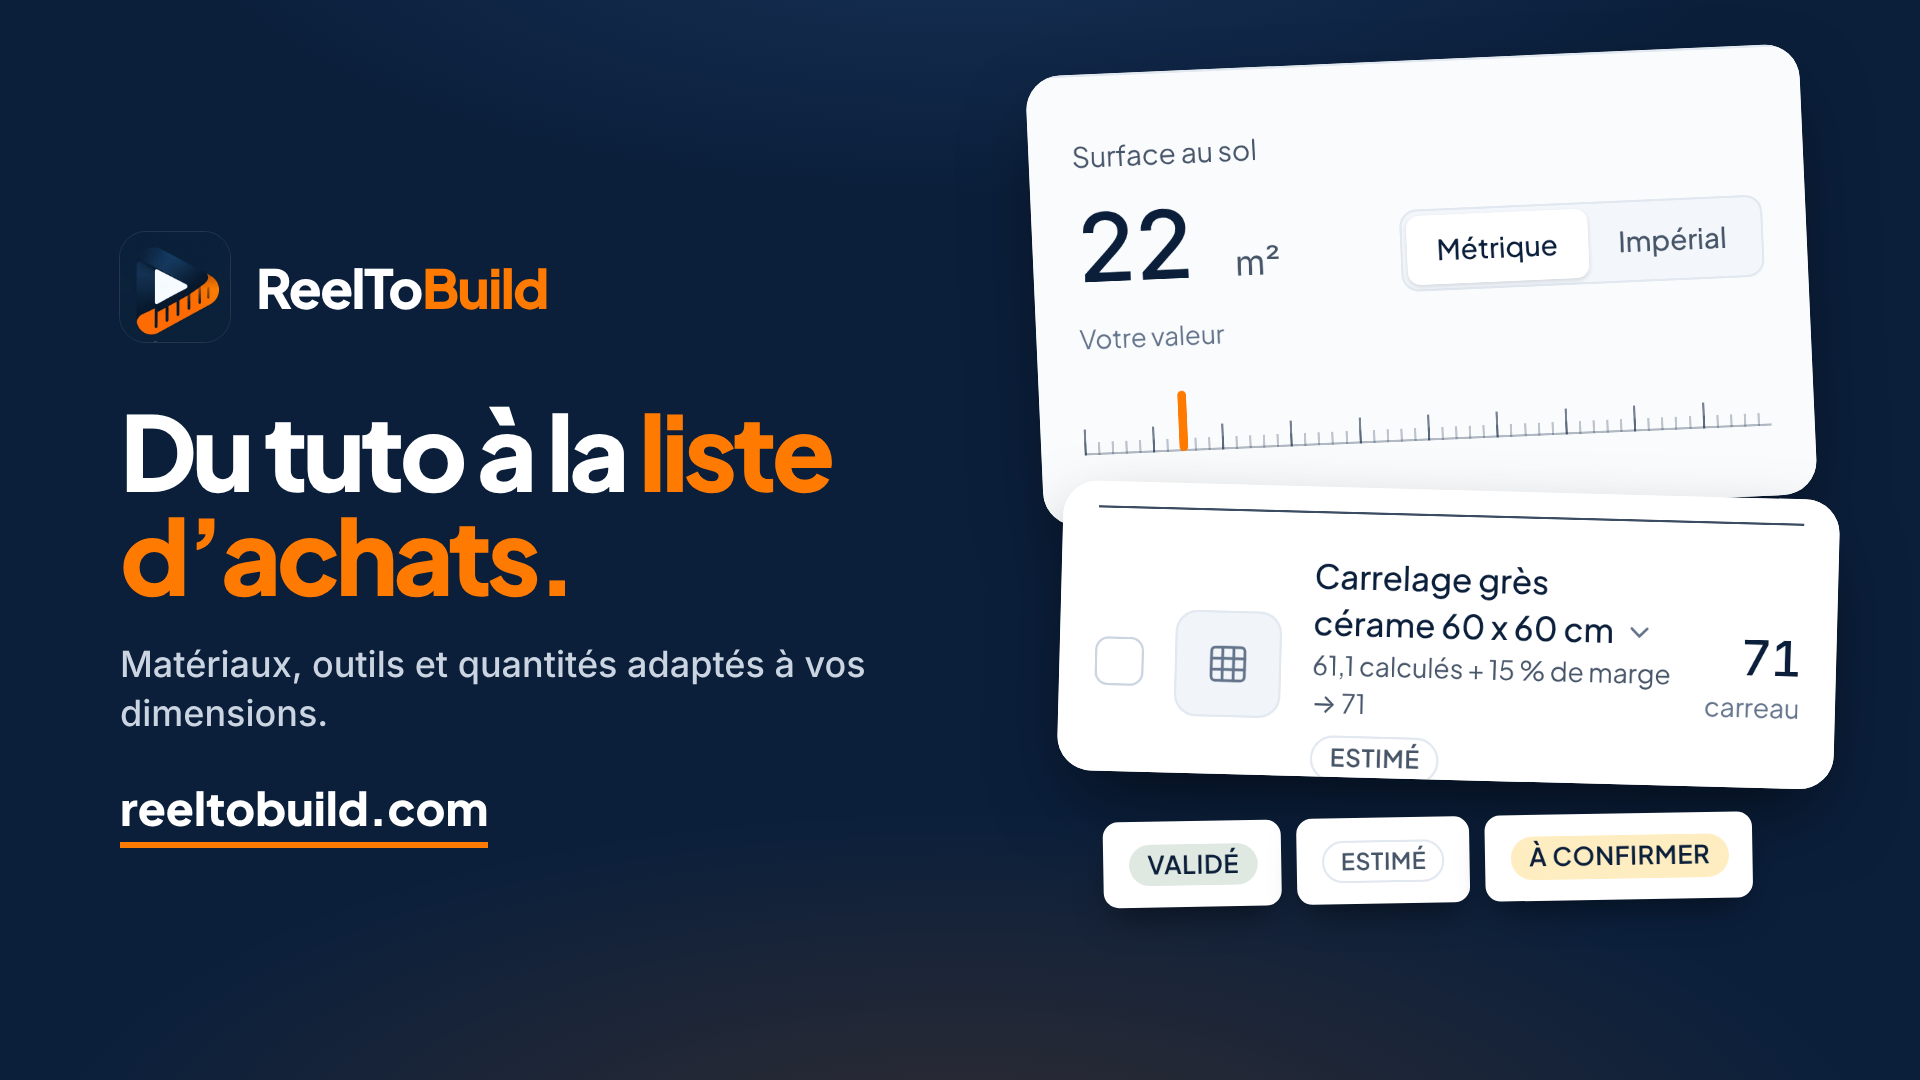 ReelToBuild
Du tuto à la liste
d’achats.
Matériaux, outils et quantités adaptés à vos
dimensions.
reeltobuild.com
Surface au sol
22 m²
Métrique
Impérial
Votre valeur
Carrelage grès
cérame 60 x 60 cm
61,1 calculés + 15 % de marge
→ 71
71
carreau
ESTIMÉ
VALIDÉ
ESTIMÉ
À CONFIRMER